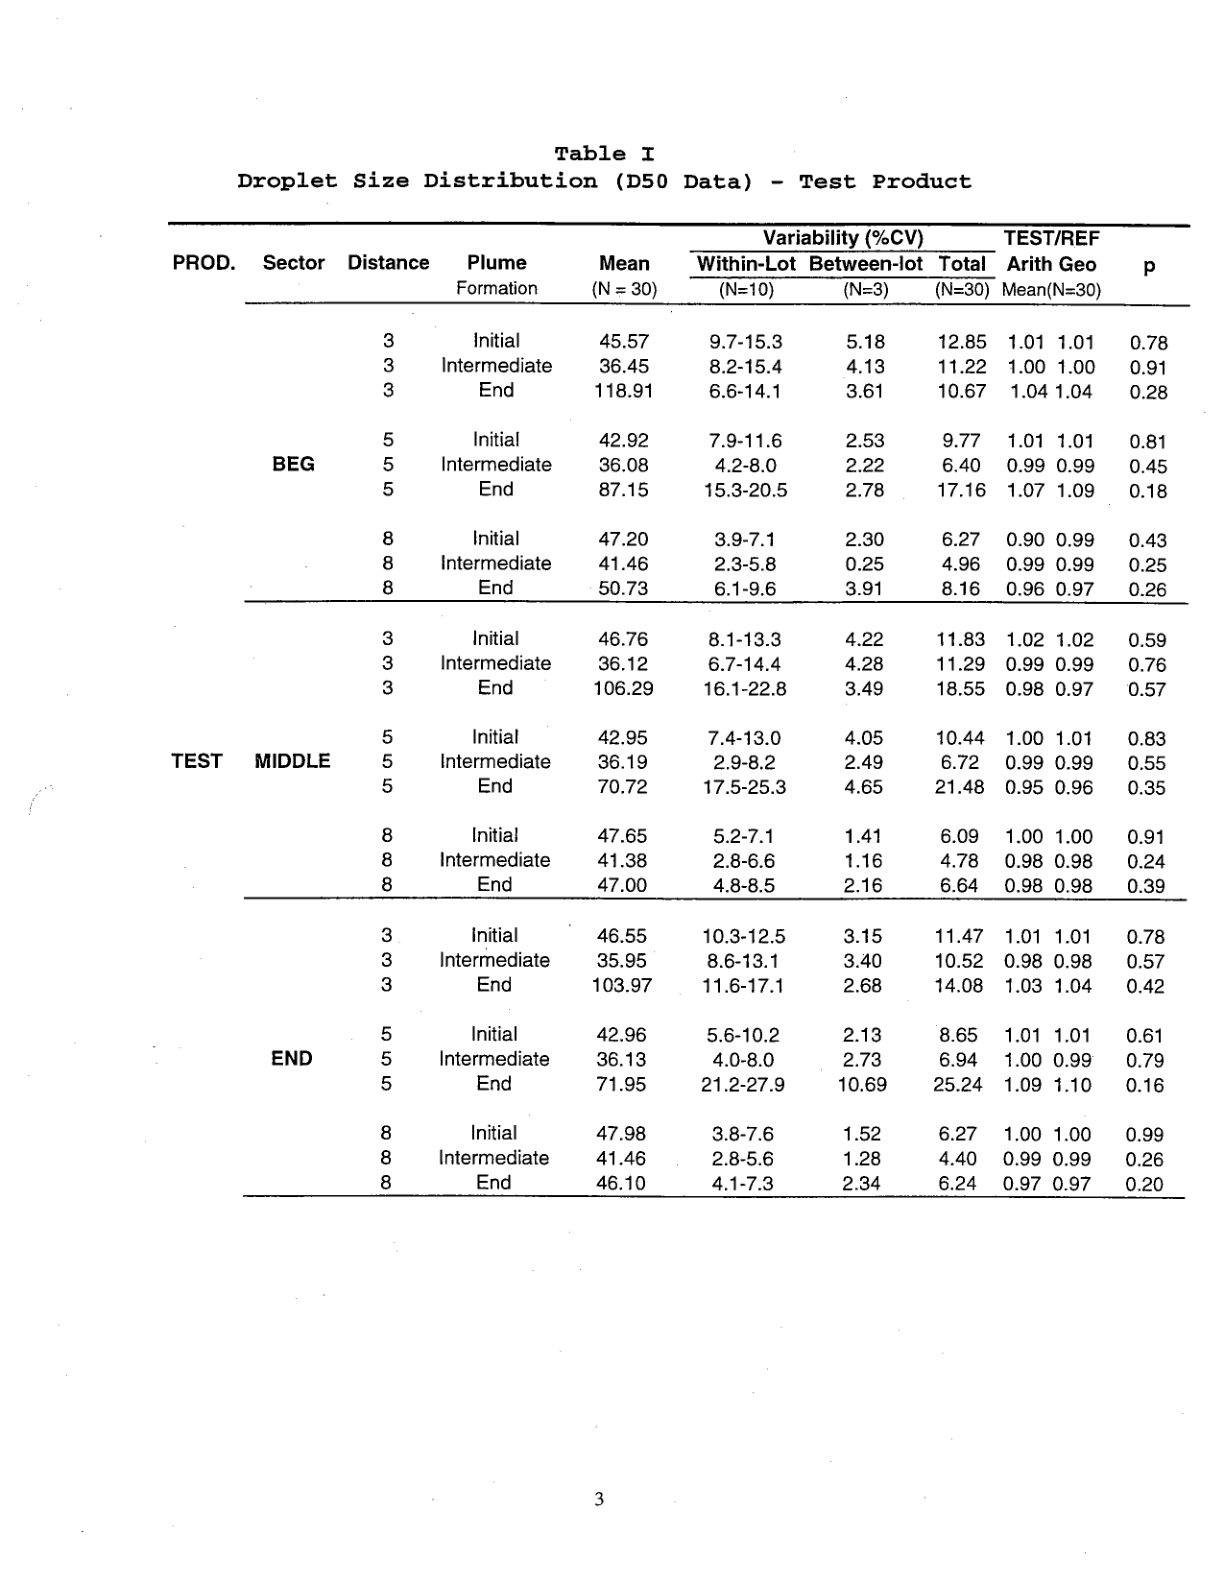 Table I
Droplet Size Distribution (D50 Data) - Test Product
Variability (%CV) TEST/REF
PROD. Sector Distance Plume Mean Within-Lot Between-lot Total Arith Geo p
Formation (N = 30) (N=10) (N=3) (N=30) Mean(N=30)
3 Initial 45.57 9.7-15.3 5.18 12.85 1.01 1.01 0.78
3 Intermediate 36.45 8.2-15.4 4.13 11.22 1.00 1.00 0.91
3 End 118.91 6.6-14.1 3.61 10.67 1.04 1.04 0.28
5 Initial 42.92 7.9-11.6 2.53 9.77 1.01 1.01 0.81
BEG 5 Intermediate 36.08 4.2-8.0 2.22 6.40 0.99 0.99 0.45
5 End 87.15 15.3-20.5 2.78 17.16 1.07 1.09 0.18
8 Initial 47.20 3.9-7.1 2.30 6.27 0.90 0.99 0.43
8 Intermediate 41.46 2.3-5.8 0.25 4.96 0.99 0.99 0.25
8 End 50.73 6.1-9.6 3.91 8.16 0.96 0.97 0.26
3 Initial 46.76 8.1-13.3 4.22 11.83 1.02 1.02 0.59
3 Intermediate 36.12 6.7-14.4 4.28 11.29 0.99 0.99 0.76
3 End 106.29 16.1-22.8 3.49 18.55 0.98 0.97 0.57
5 Initial 42.95 7.4-13.0 4.05 10.44 1.00 1.01 0.83
TEST MIDDLE 5 Intermediate 36.19 2.9-8.2 2.49 6.72 0.99 0.99 0.55
5 End 70.72 17.5-25.3 4.65 21.48 0.95 0.96 0.35
8 Initial 47.65 5.2-7.1 1.41 6.09 1.00 1.00 0.91
8 Intermediate 41.38 2.8-6.6 1.16 4.78 0.98 0.98 0.24
8 End 47.00 4.8-8.5 2.16 6.64 0.98 0.98 0.39
3 Initial 46.55 10.3-12.5 3.15 11.47 1.01 1.01 0.78
3 Intermediate 35.95 8.6-13.1 3.40 10.52 0.98 0.98 0.57
3 End 103.97 11.6-17.1 2.68 14.08 1.03 1.04 0.42
5 Initial 42.96 5.6-10.2 2.13 8.65 1.01 1.01 0.61
END 5 Intermediate 36.13 4.0-8.0 2.73 6.94 1.00 0.99 0.79
5 End 71.95 21.2-27.9 10.69 25.24 1.09 1.10 0.16
8 Initial 47.98 3.8-7.6 1.52 6.27 1.00 1.00 0.99
8 Intermediate 41.46 2.8-5.6 1.28 4.40 0.99 0.99 0.26
8 End 46.10 4.1-7.3 2.34 6.24 0.97 0.97 0.20
3